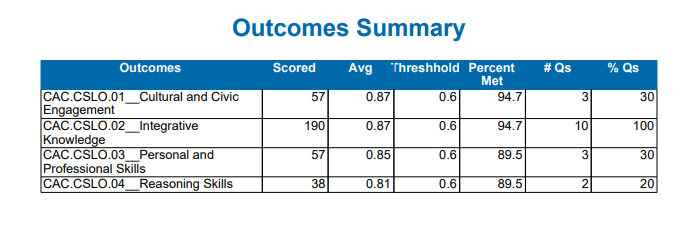 Outcomes Summary
Outcomes Scored Avg Threshhold Percent Met # Qs % Qs
CAC.CSLO.01__Cultural and Civic Engagement 57 0.87 0.6 94.7 3 30
CAC.CSLO.02__Integrative Knowledge 190 0.87 0.6 94.7 10 100
CAC.CSLO.03__Personal and Professional Skills 57 0.85 0.6 89.5 3 30
CAC.CSLO.04__Reasoning Skills 38 0.81 0.6 89.5 2 20